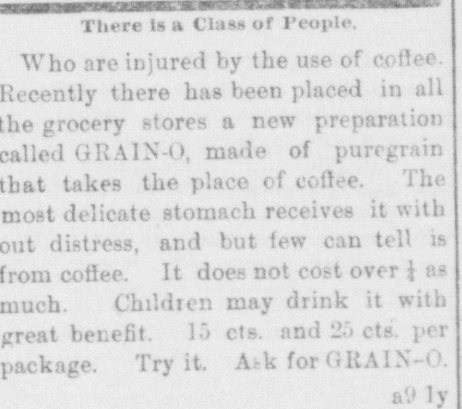 There is a Class of People.
Who are injured by the use of coffee.
Recently there has been placed in all
the grocery stores a new preparation
called GRAIN-O, made of puregrain
that takes the place of coffee. The
most delicate stomach receives it with
out distress, and but few can tell is
from coffee. It does not cost over ¼ as
much. Children may drink it with
great benefit. 15 cts. and 25 cts. per
package. Try it. Ask for GRAIN-O.
a9 ly